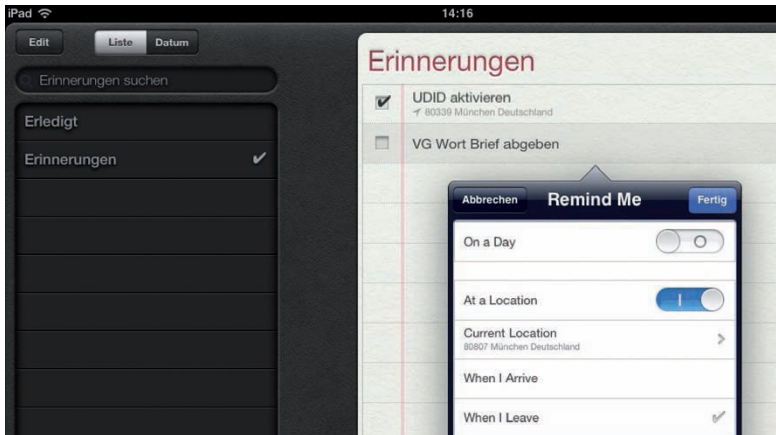 iPad 14:16
Edit Liste Datum
Erinnerungen suchen
Erledigt
Erinnerungen
Erinnerungen
UDID aktivieren
80339 München Deutschland
VG Wort Brief abgeben
Abbrechen Remind Me Fertig
On a Day
At a Location
Current Location
80807 München Deutschland
When I Arrive
When I Leave